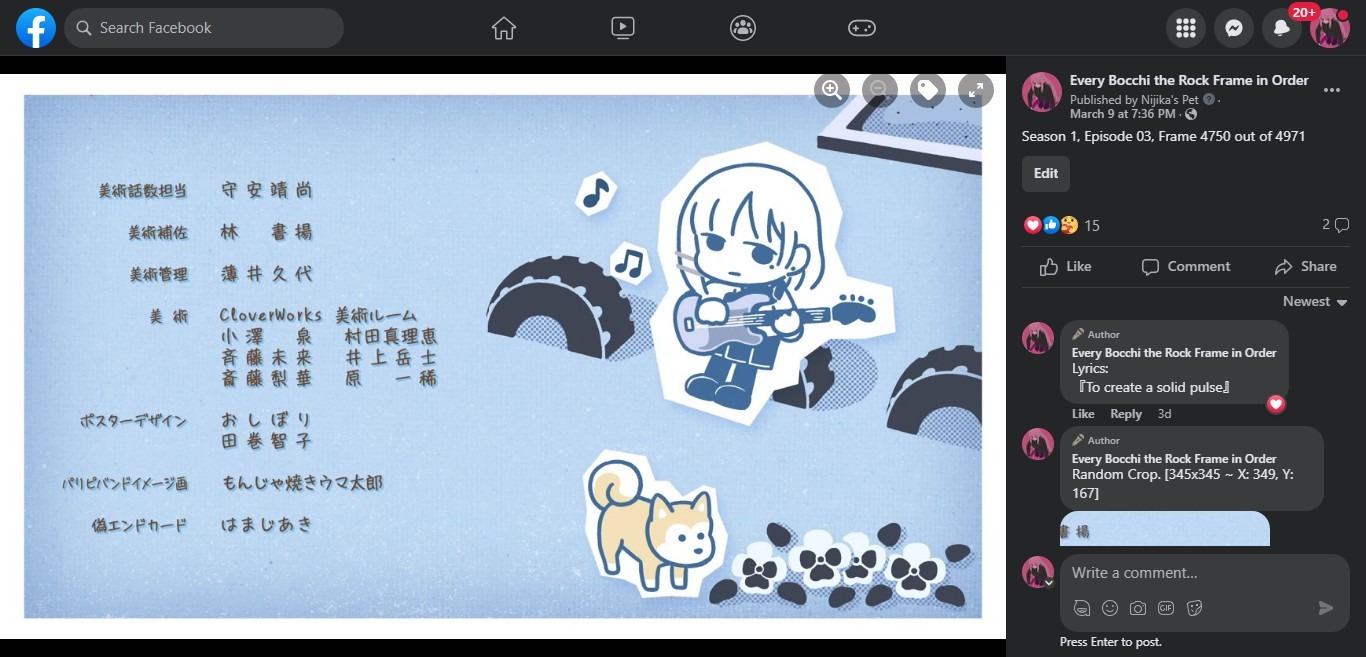 Search Facebook
20+
美術話数担当 守安靖尚
美術補佐 林 書揚
美術管理 薄井久代
美術 CloverWorks 美術ルーム
小澤 泉 村田真理恵
斉藤未来 井上岳士
斎藤梨華 原 一稀
ポスターデザイン おしぼり
田巻智子
パリピバンドイメージ画 もんじゃ焼きウマ太郎
偽エンドカード はまじあき
Every Bocchi the Rock Frame in Order
Published by Nijika's Pet ·
March 9 at 7:36 PM ·
Season 1, Episode 03, Frame 4750 out of 4971
Edit
15
2
Like Comment Share
Newest
Author
Every Bocchi the Rock Frame in Order
Lyrics:
『To create a solid pulse』
Like Reply 3d
Author
Every Bocchi the Rock Frame in Order
Random Crop. [345x345 ~ X: 349, Y:
167]
書揚
Write a comment...
GIF
Press Enter to post.